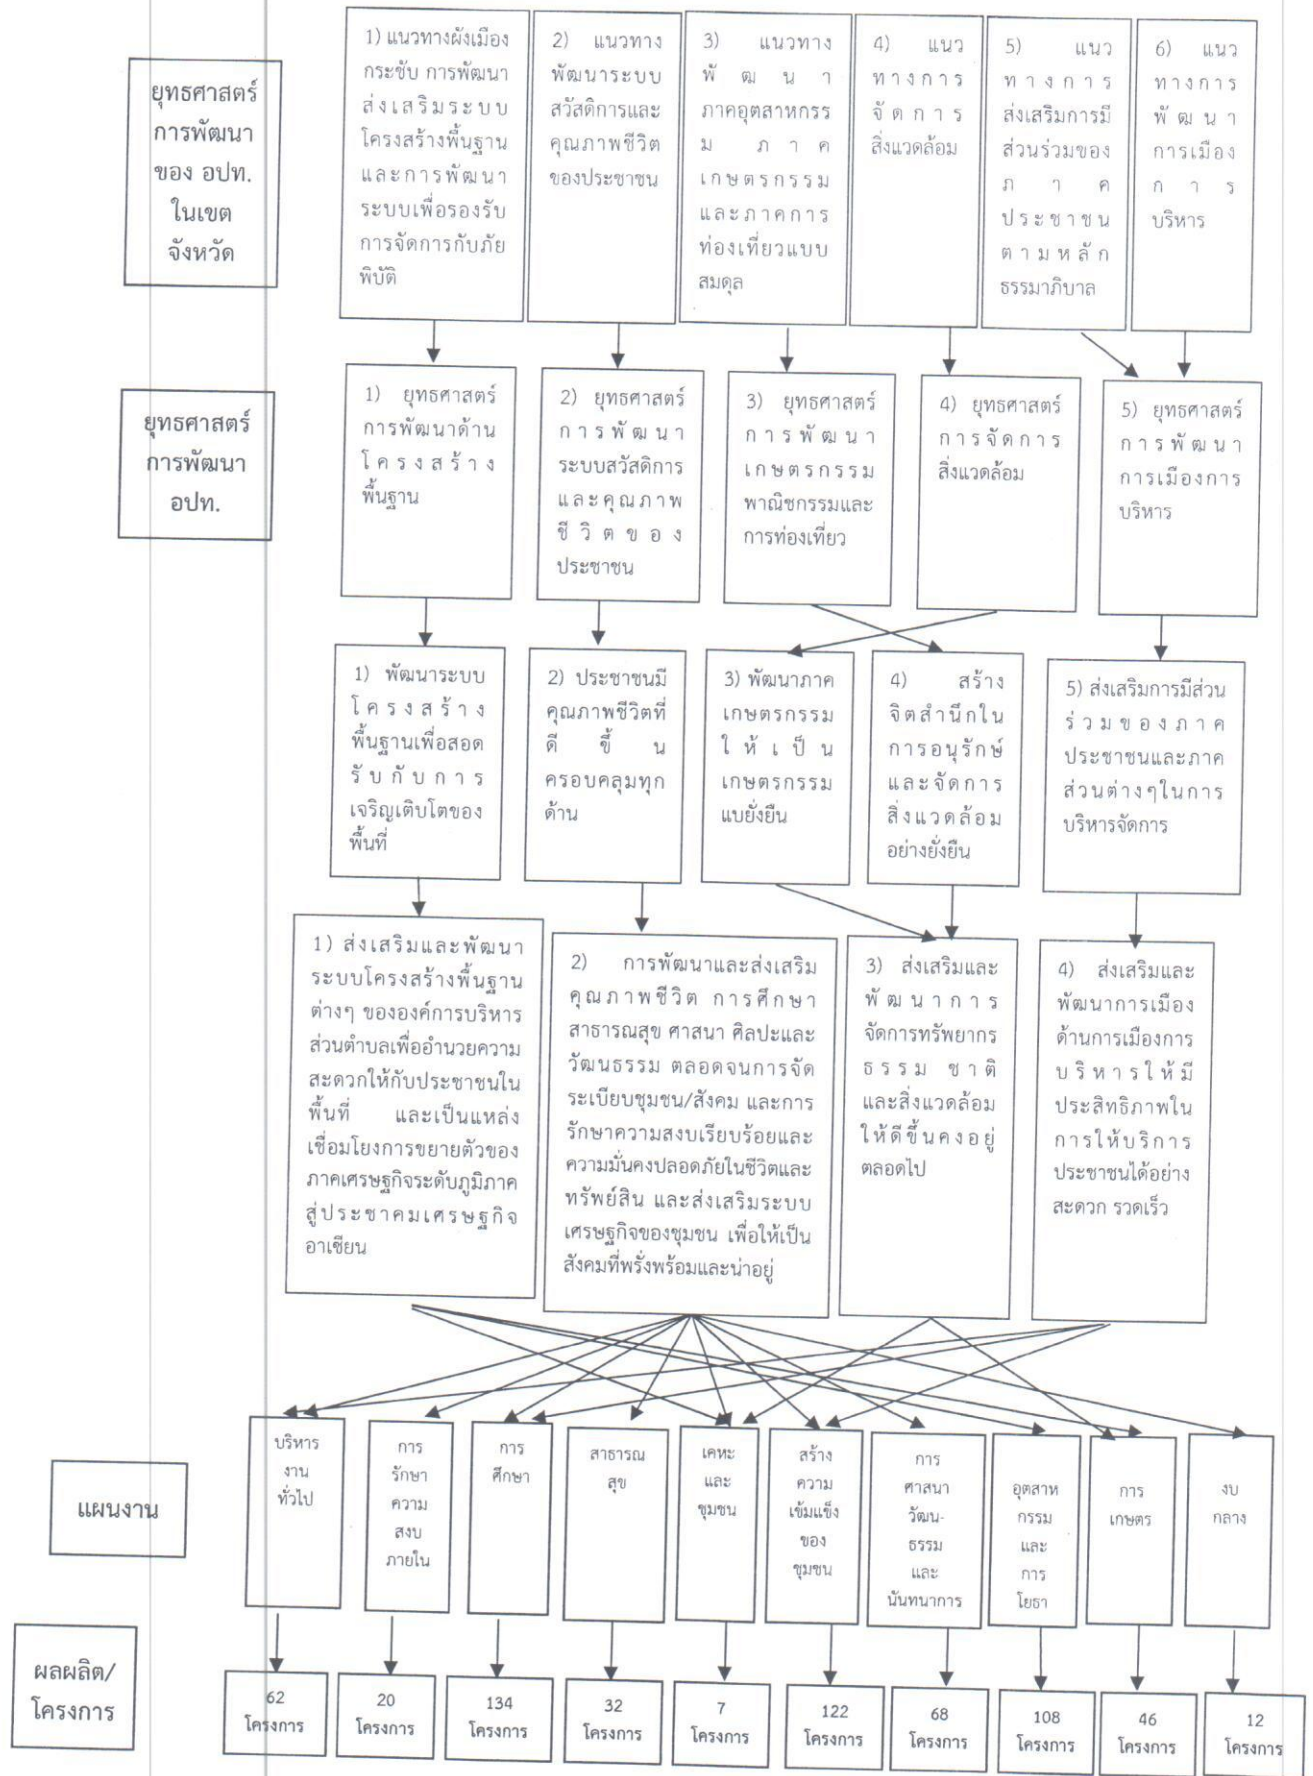 ยุทธศาสตร์
การพัฒนา
ของ อปท.
ในเขต
จังหวัด
1) แนวทางผังเมือง
กระชับ การพัฒนา
ส่งเสริมระบบ
โครงสร้างพื้นฐาน
และการพัฒนา
ระบบเพื่อรองรับ
การจัดการกับภัย
พิบัติ
2) แนวทาง
พัฒนาระบบ
สวัสดิการและ
คุณภาพชีวิต
ของประชาชน
3) แนวทาง
พัฒนา
ภาคอุตสาหกรร
ม ภาค
เกษตรกรรม
และภาคการ
ท่องเที่ยวแบบ
สมดุล
4) แนว
ทางการ
จัดการ
สิ่งแวดล้อม
5) แนว
ทางการ
ส่งเสริมการมี
ส่วนร่วมของ
ภาค
ประชาชน
ตามหลัก
ธรรมาภิบาล
6) แนว
ทางการ
พัฒนา
การเมือง
การ
บริหาร
ยุทธศาสตร์
การพัฒนา
อปท.
1) ยุทธศาสตร์
การพัฒนาด้าน
โครงสร้าง
พื้นฐาน
2) ยุทธศาสตร์
การพัฒนา
ระบบสวัสดิการ
และคุณภาพ
ชีวิตของ
ประชาชน
3) ยุทธศาสตร์
การพัฒนา
เกษตรกรรม
พาณิชกรรมและ
การท่องเที่ยว
4) ยุทธศาสตร์
การจัดการ
สิ่งแวดล้อม
5) ยุทธศาสตร์
การพัฒนา
การเมืองการ
บริหาร
1) พัฒนาระบบ
โครงสร้าง
พื้นฐานเพื่อสอด
รับกับการ
เจริญเติบโตของ
พื้นที่
2) ประชาชนมี
คุณภาพชีวิตที่
ดีขึ้น
ครอบคลุมทุก
ด้าน
3) พัฒนาภาค
เกษตรกรรม
ให้เป็น
เกษตรกรรม
แบยั่งยืน
4) สร้าง
จิตสำนึกใน
การอนุรักษ์
และจัดการ
สิ่งแวดล้อม
อย่างยั่งยืน
5) ส่งเสริมการมีส่วน
ร่วมของภาค
ประชาชนและภาค
ส่วนต่างๆในการ
บริหารจัดการ
1) ส่งเสริมและพัฒนา
ระบบโครงสร้างพื้นฐาน
ต่างๆ ขององค์การบริหาร
ส่วนตำบลเพื่ออำนวยความ
สะดวกให้กับประชาชนใน
พื้นที่ และเป็นแหล่ง
เชื่อมโยงการขยายตัวของ
ภาคเศรษฐกิจระดับภูมิภาค
สู่ประชาคมเศรษฐกิจ
อาเซียน
2) การพัฒนาและส่งเสริม
คุณภาพชีวิต การศึกษา
สาธารณสุข ศาสนา ศิลปะและ
วัฒนธรรม ตลอดจนการจัด
ระเบียบชุมชน/สังคม และการ
รักษาความสงบเรียบร้อยและ
ความมั่นคงปลอดภัยในชีวิตและ
ทรัพย์สิน และส่งเสริมระบบ
เศรษฐกิจของชุมชน เพื่อให้เป็น
สังคมที่พรั่งพร้อมและน่าอยู่
3) ส่งเสริมและ
พัฒนาการ
จัดการทรัพยากร
ธรรมชาติ
และสิ่งแวดล้อม
ให้ดีขึ้นคงอยู่
ตลอดไป
4) ส่งเสริมและ
พัฒนาการเมือง
ด้านการเมืองการ
บริหารให้มี
ประสิทธิภาพใน
การให้บริการ
ประชาชนได้อย่าง
สะดวก รวดเร็ว
แผนงาน
บริหาร
งาน
ทั่วไป
การ
รักษา
ความ
สงบ
ภายใน
การ
ศึกษา
สาธารณ
สุข
เคหะ
และ
ชุมชน
สร้าง
ความ
เข้มแข็ง
ของ
ชุมชน
การ
ศาสนา
วัฒน-
ธรรม
และ
นันทนาการ
อุตสาห
กรรม
และ
การ
โยธา
การ
เกษตร
งบ
กลาง
ผลผลิต/
โครงการ
62
โครงการ
20
โครงการ
134
โครงการ
32
โครงการ
7
โครงการ
122
โครงการ
68
โครงการ
108
โครงการ
46
โครงการ
12
โครงการ